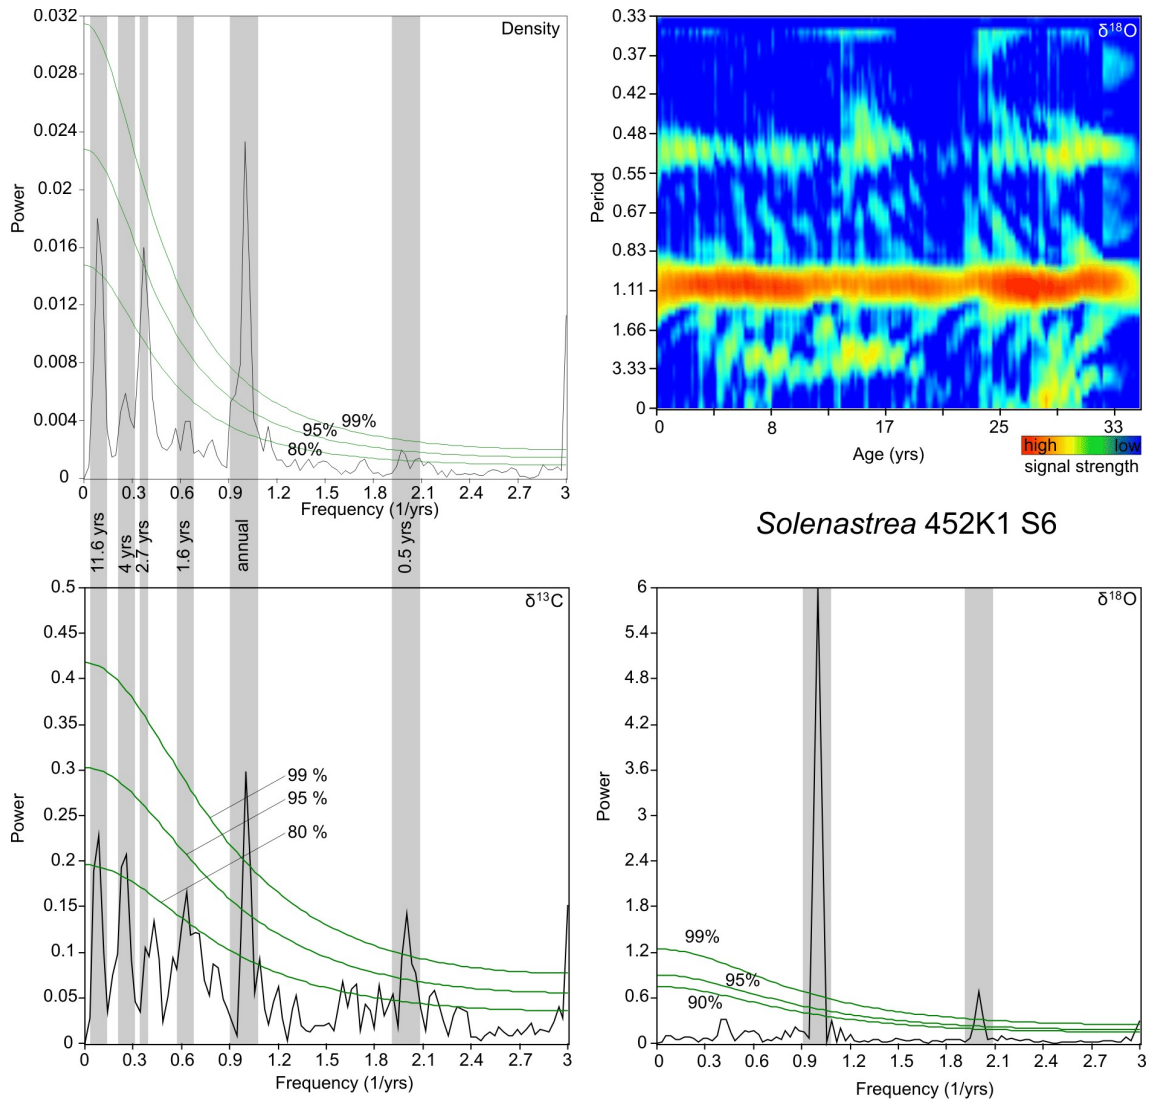 Density
0.032
0.028
0.024
0.02
0.016
0.012
0.008
0.004
0
Power
99%
95%
80%
0 0.3 0.6 0.9 1.2 1.5 1.8 2.1 2.4 2.7 3
Frequency (1/yrs)
11.6 yrs
4 yrs
2.7 yrs
1.6 yrs
annual
0.5 yrs
δ¹⁸O
0.33
0.37
0.42
0.48
0.55
0.67
0.83
1.11
1.66
3.33
0
Period
0 8 17 25 33
Age (yrs)
high low
signal strength
Solenastrea 452K1 S6
δ¹³C
0.5
0.45
0.4
0.35
0.3
0.25
0.2
0.15
0.1
0.05
0
Power
99 %
95 %
80 %
0 0.3 0.6 0.9 1.2 1.5 1.8 2.1 2.4 2.7 3
Frequency (1/yrs)
δ¹⁸O
6
5.4
4.8
4.2
3.6
3
2.4
1.8
1.2
0.6
0
Power
99%
95%
90%
0 0.3 0.6 0.9 1.2 1.5 1.8 2.1 2.4 2.7 3
Frequency (1/yrs)